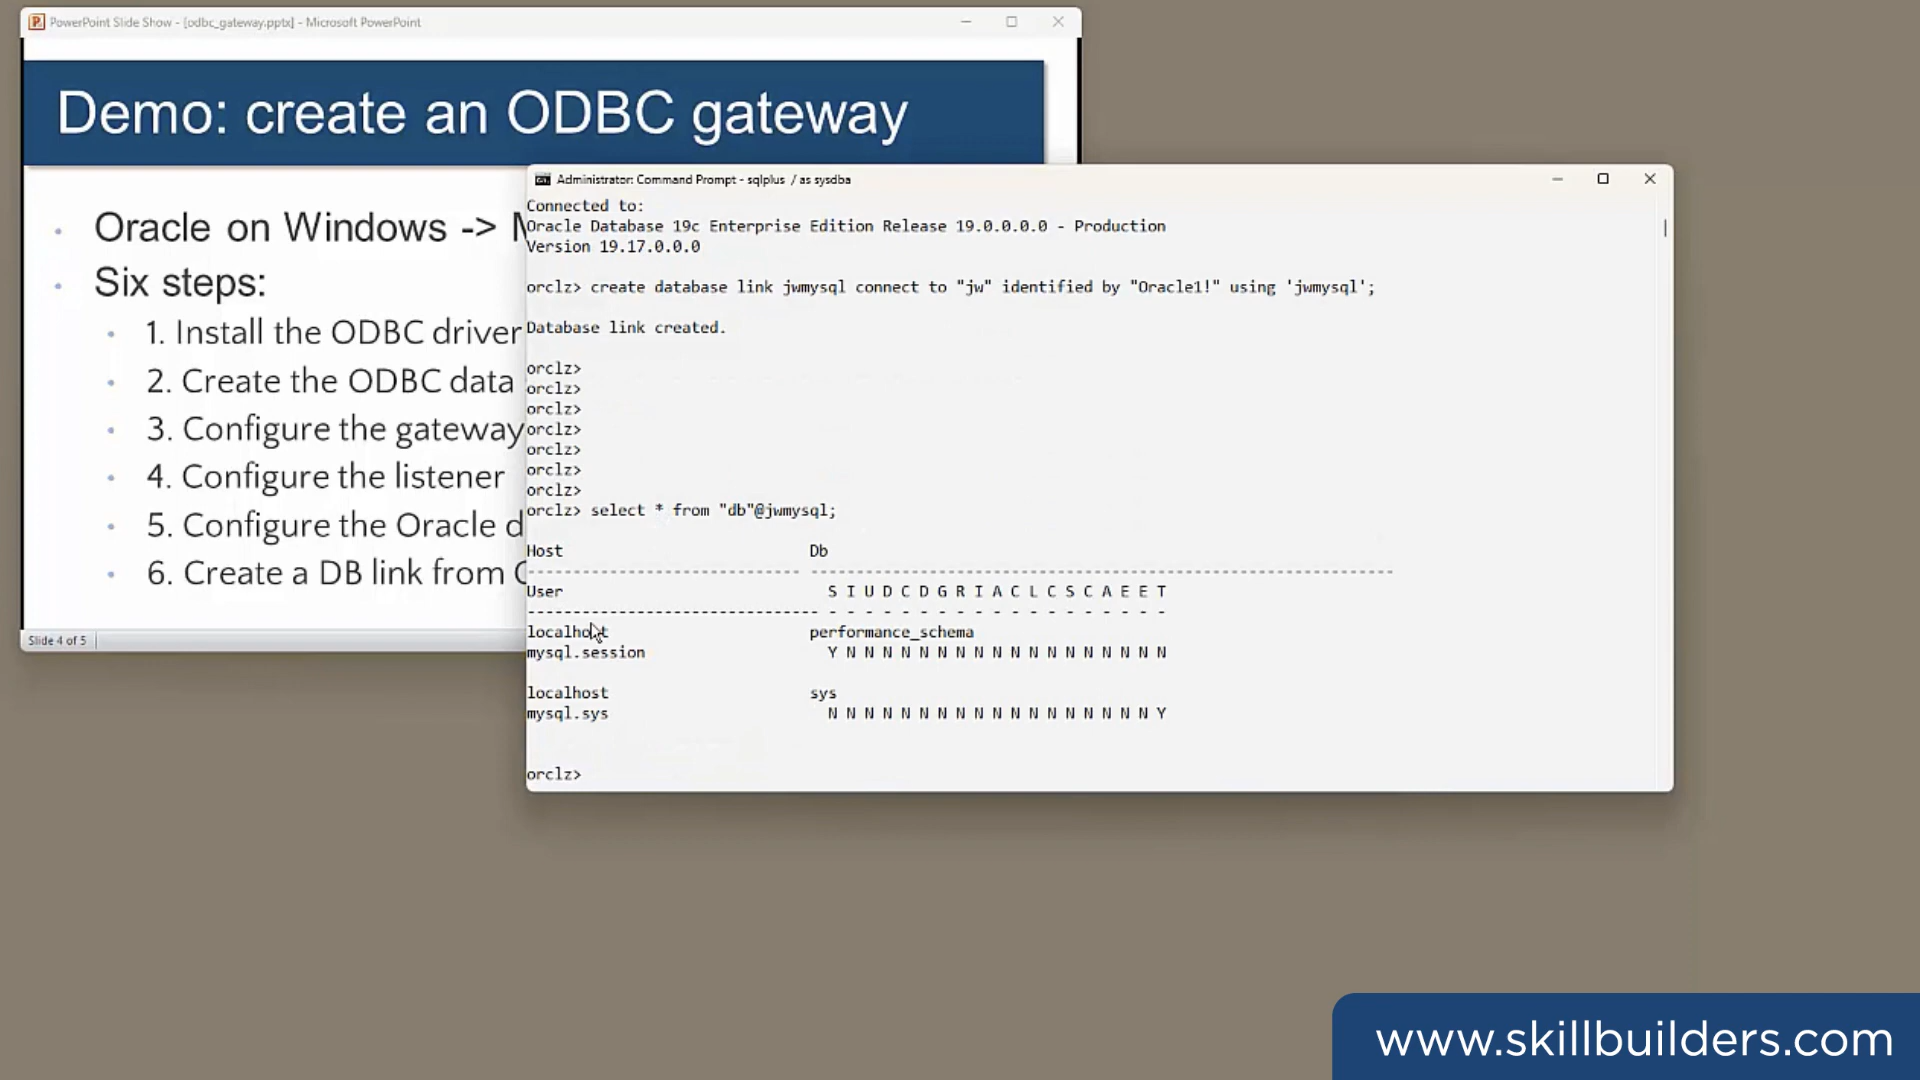 PowerPoint Slide Show - [odbc_gateway.pptx] - Microsoft PowerPoint
Demo: create an ODBC gateway
• Oracle on Windows ->
• Six steps:
• 1. Install the ODBC driver
• 2. Create the ODBC data
• 3. Configure the gateway
• 4. Configure the listener
• 5. Configure the Oracle
• 6. Create a DB link from
Slide 4 of 5
Administrator: Command Prompt - sqlplus / as sysdba
Connected to:
Oracle Database 19c Enterprise Edition Release 19.0.0.0.0 - Production
Version 19.17.0.0.0
orclz> create database link jwmysql connect to "jw" identified by "Oracle1!" using 'jwmysql';
Database link created.
orclz>
orclz>
orclz>
orclz>
orclz>
orclz>
orclz>
orclz> select * from "db"@jwmysql;
Host Db
------------------------------ ----------------------------------------------------------------
User S I U D C D G R I A C L C S C A E E T
-------------------------------- - - - - - - - - - - - - - - - - - - -
localhost performance_schema
mysql.session Y N N N N N N N N N N N N N N N N N N
localhost sys
mysql.sys N N N N N N N N N N N N N N N N N N Y
orclz>
www.skillbuilders.com